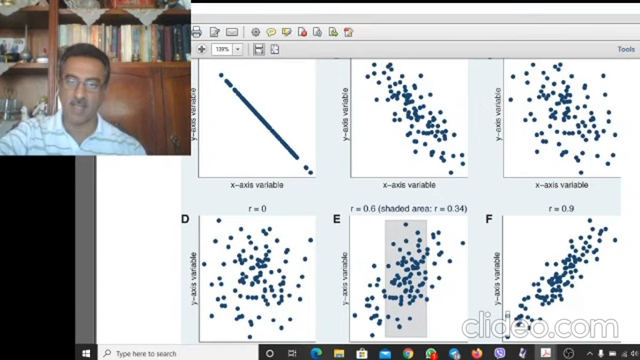 139%
Tools
y-axis variable
y-axis variable
y-axis variable
x-axis variable
x-axis variable
x-axis variable
r = 0
r = 0.6 (shaded area: r = 0.34)
r = 0.9
D
E
F
y-axis variable
y-axis variable
y-axis variable
clideo.com
Type here to search